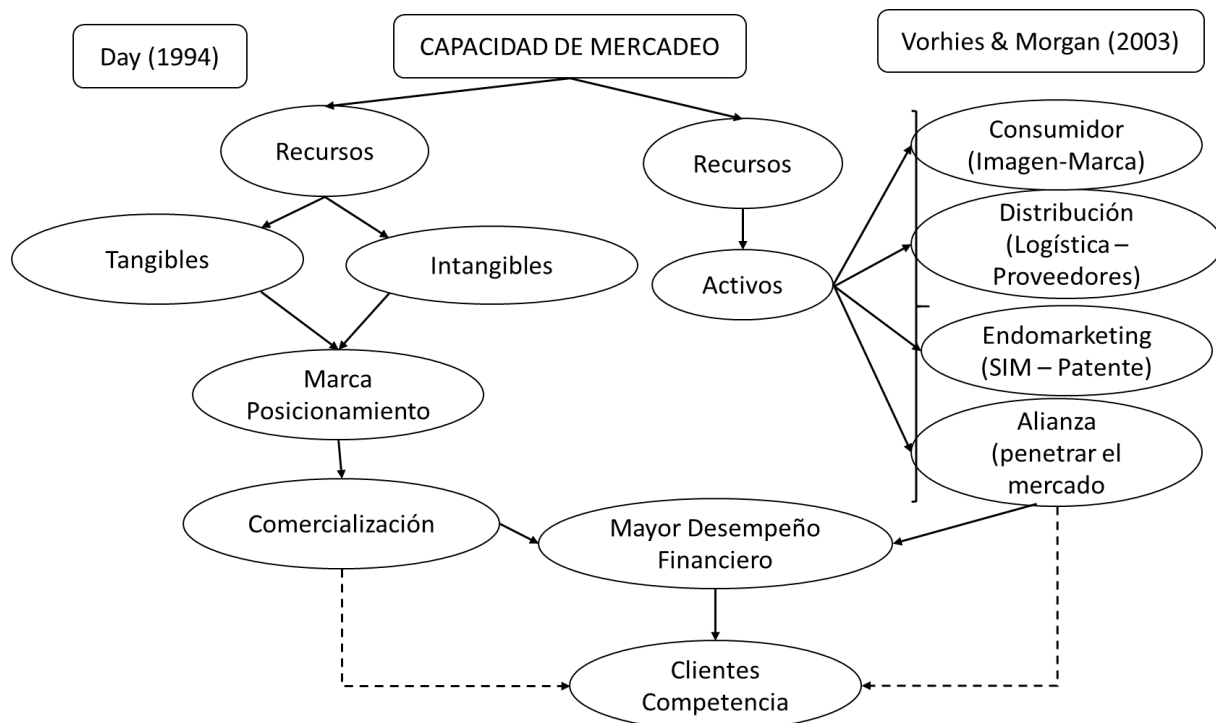 Day (1994)
CAPACIDAD DE MERCADEO
Vorhies & Morgan (2003)
Recursos
Recursos
Consumidor
(Imagen-Marca)
Tangibles
Intangibles
Activos
Distribución
(Logística –
Proveedores)
Endomarketing
(SIM – Patente)
Marca
Posicionamiento
Alianza
(penetrar el
mercado
Comercialización
Mayor Desempeño
Financiero
Clientes
Competencia